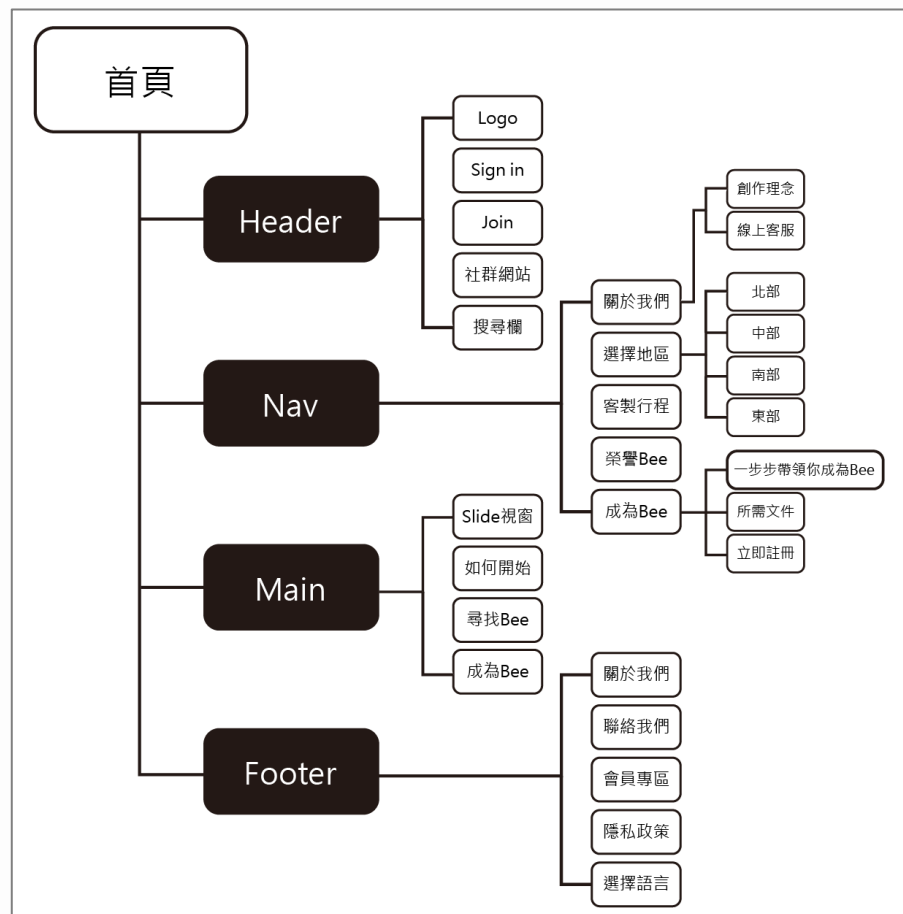 首頁
Header
Logo
Sign in
Join
社群網站
搜尋欄
Nav
關於我們
創作理念
線上客服
選擇地區
北部
中部
南部
東部
客製行程
榮譽Bee
成為Bee
一步步帶領你成為Bee
所需文件
立即註冊
Main
Slide視窗
如何開始
尋找Bee
成為Bee
Footer
關於我們
聯絡我們
會員專區
隱私政策
選擇語言